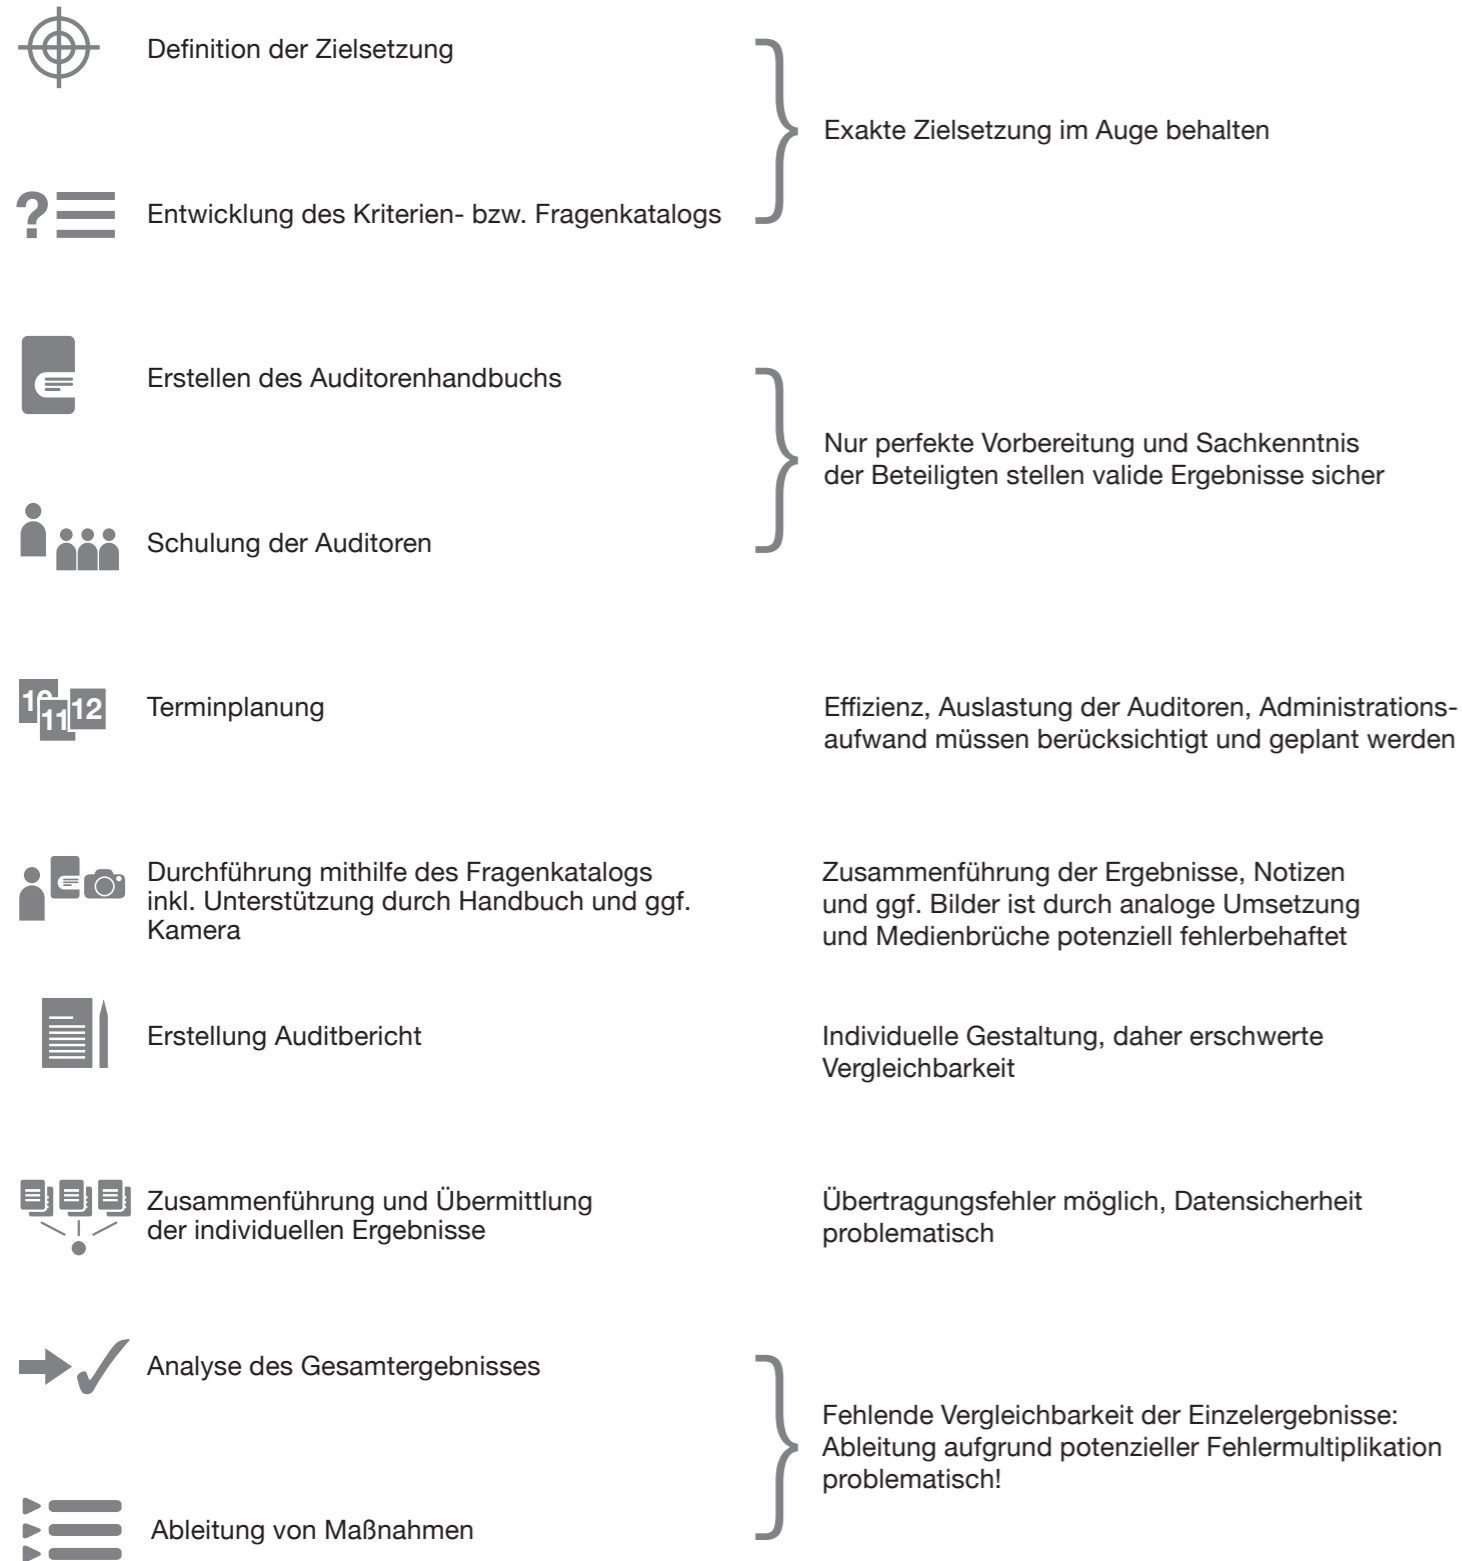 Definition der Zielsetzung
Exakte Zielsetzung im Auge behalten
?
Entwicklung des Kriterien- bzw. Fragenkatalogs
Erstellen des Auditorenhandbuchs
Nur perfekte Vorbereitung und Sachkenntnis
der Beteiligten stellen valide Ergebnisse sicher
Schulung der Auditoren
10
11
12
Terminplanung
Effizienz, Auslastung der Auditoren, Administrations-
aufwand müssen berücksichtigt und geplant werden
Durchführung mithilfe des Fragenkatalogs
inkl. Unterstützung durch Handbuch und ggf.
Kamera
Zusammenführung der Ergebnisse, Notizen
und ggf. Bilder ist durch analoge Umsetzung
und Medienbrüche potenziell fehlerbehaftet
Erstellung Auditbericht
Individuelle Gestaltung, daher erschwerte
Vergleichbarkeit
Zusammenführung und Übermittlung
der individuellen Ergebnisse
Übertragungsfehler möglich, Datensicherheit
problematisch
Analyse des Gesamtergebnisses
Fehlende Vergleichbarkeit der Einzelergebnisse:
Ableitung aufgrund potenzieller Fehlermultiplikation
problematisch!
Ableitung von Maßnahmen